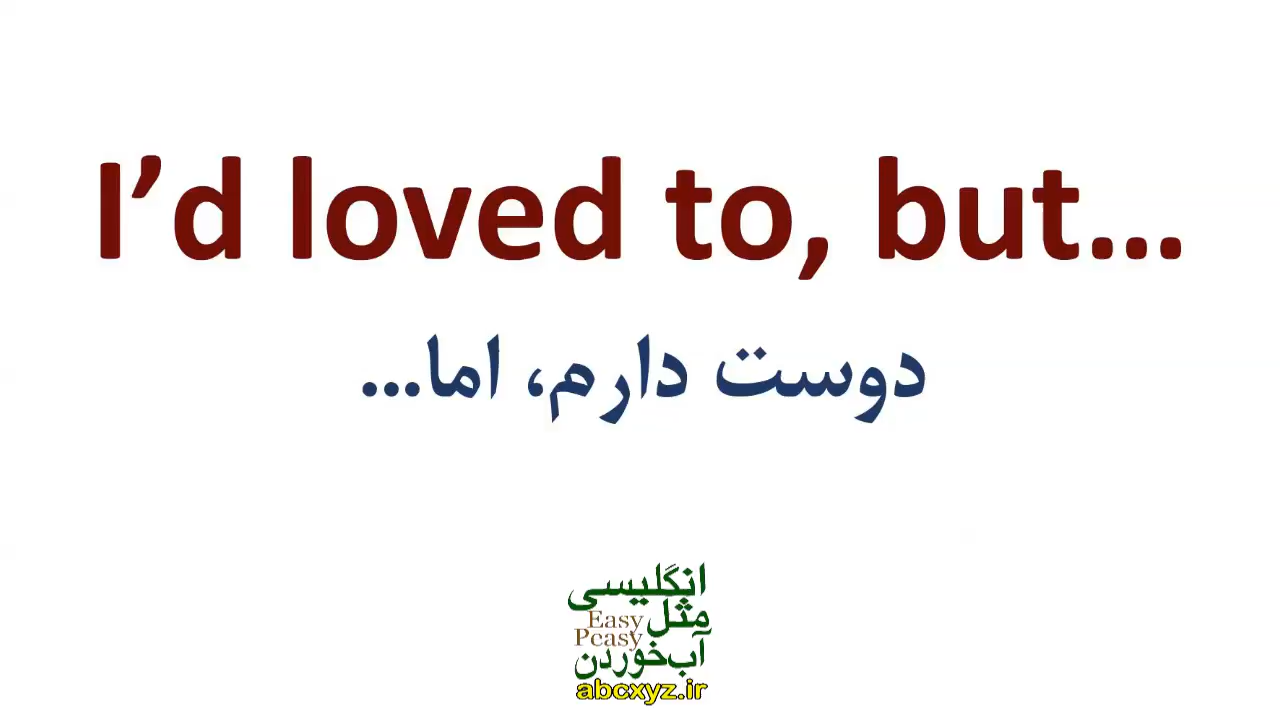 I’d loved to, but...
دوست دارم، اما...
انگلیسی
مثل
Easy
Peasy
آب‌خوردن
abcxyz.ir